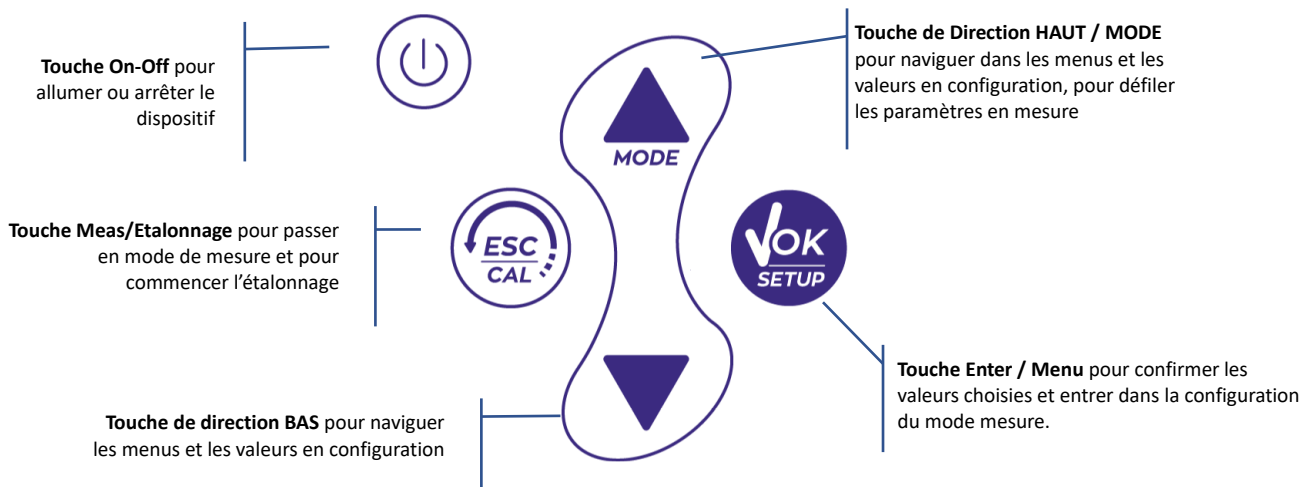 Touche On-Off pour
allumer ou arrêter le
dispositif
Touche de Direction HAUT / MODE
pour naviguer dans les menus et les
valeurs en configuration, pour défiler
les paramètres en mesure
MODE
Touche Meas/Etalonnage pour passer
en mode de mesure et pour
commencer l’étalonnage
ESC
CAL
OK
SETUP
Touche Enter / Menu pour confirmer les
valeurs choisies et entrer dans la configuration
du mode mesure.
Touche de direction BAS pour naviguer
les menus et les valeurs en configuration